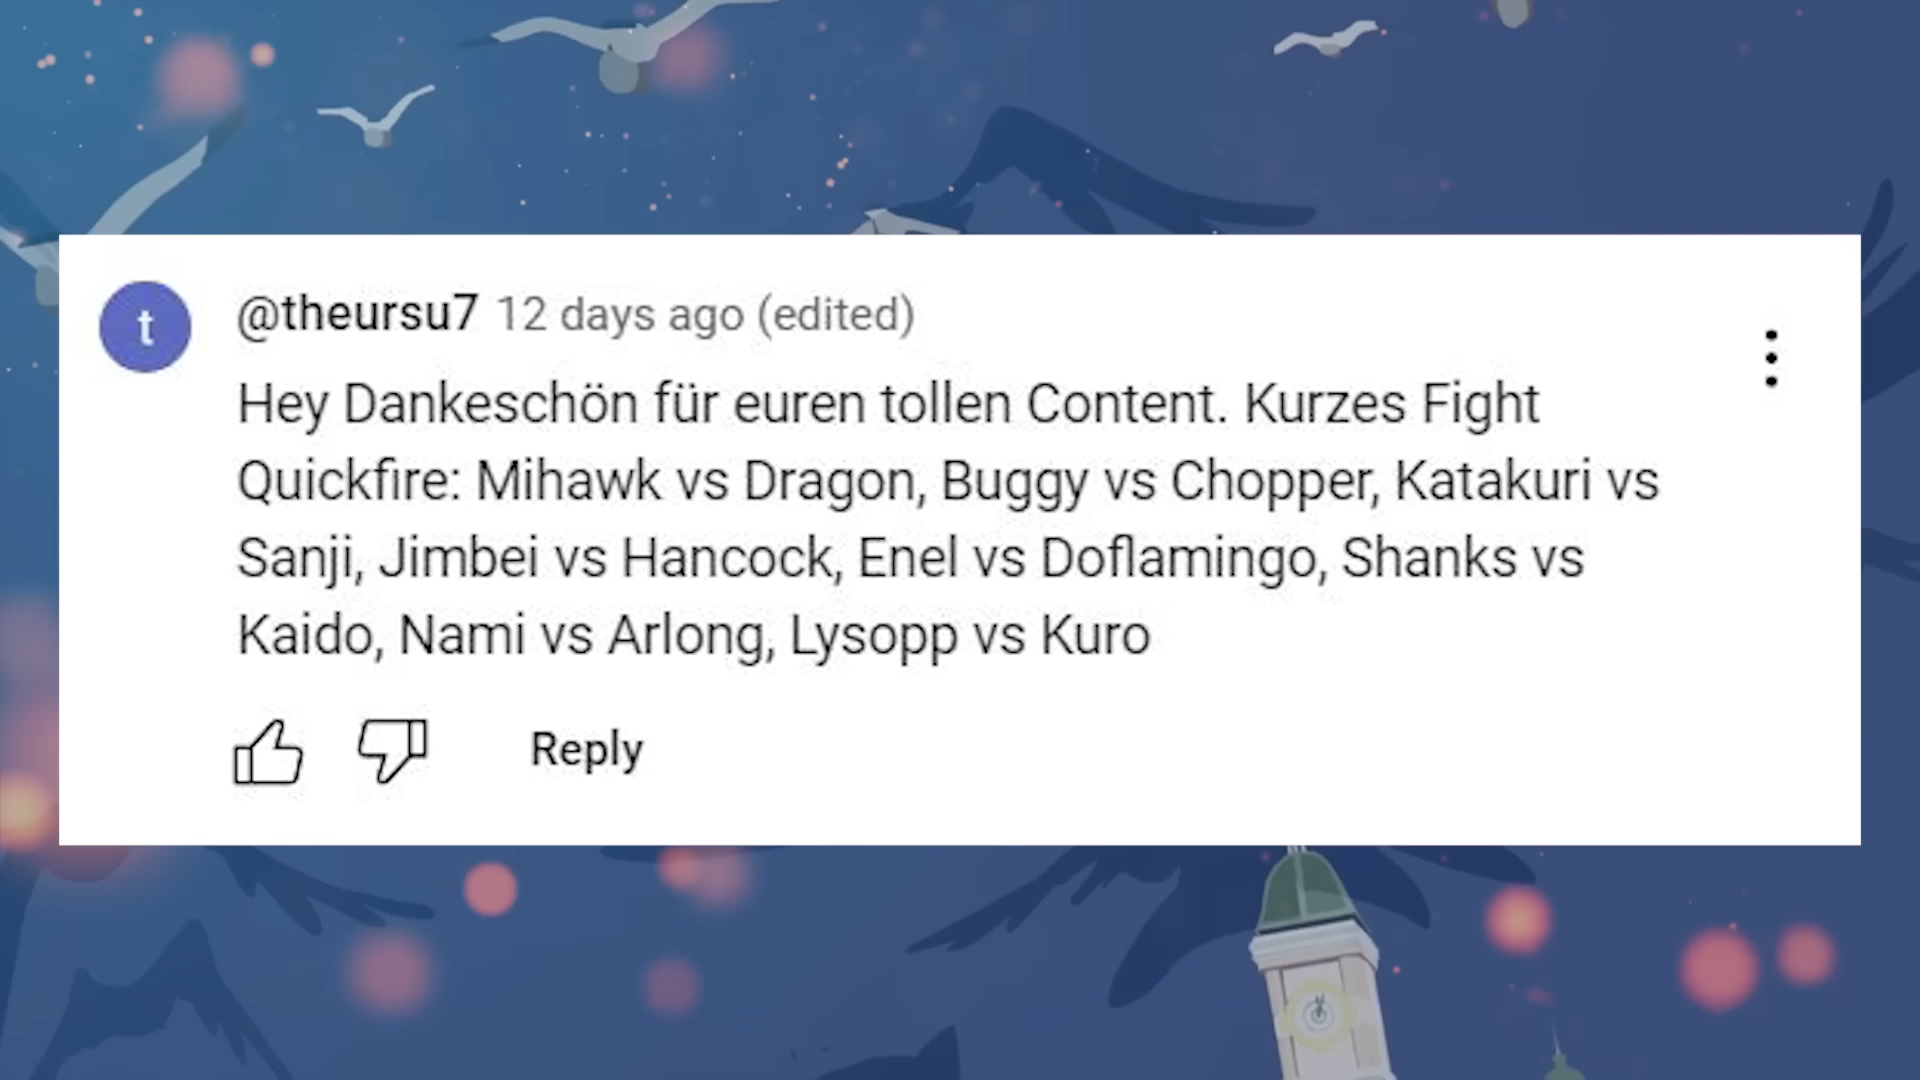 t
@theursu7 12 days ago (edited)
Hey Dankeschön für euren tollen Content. Kurzes Fight
Quickfire: Mihawk vs Dragon, Buggy vs Chopper, Katakuri vs
Sanji, Jimbei vs Hancock, Enel vs Doflamingo, Shanks vs
Kaido, Nami vs Arlong, Lysopp vs Kuro
Reply